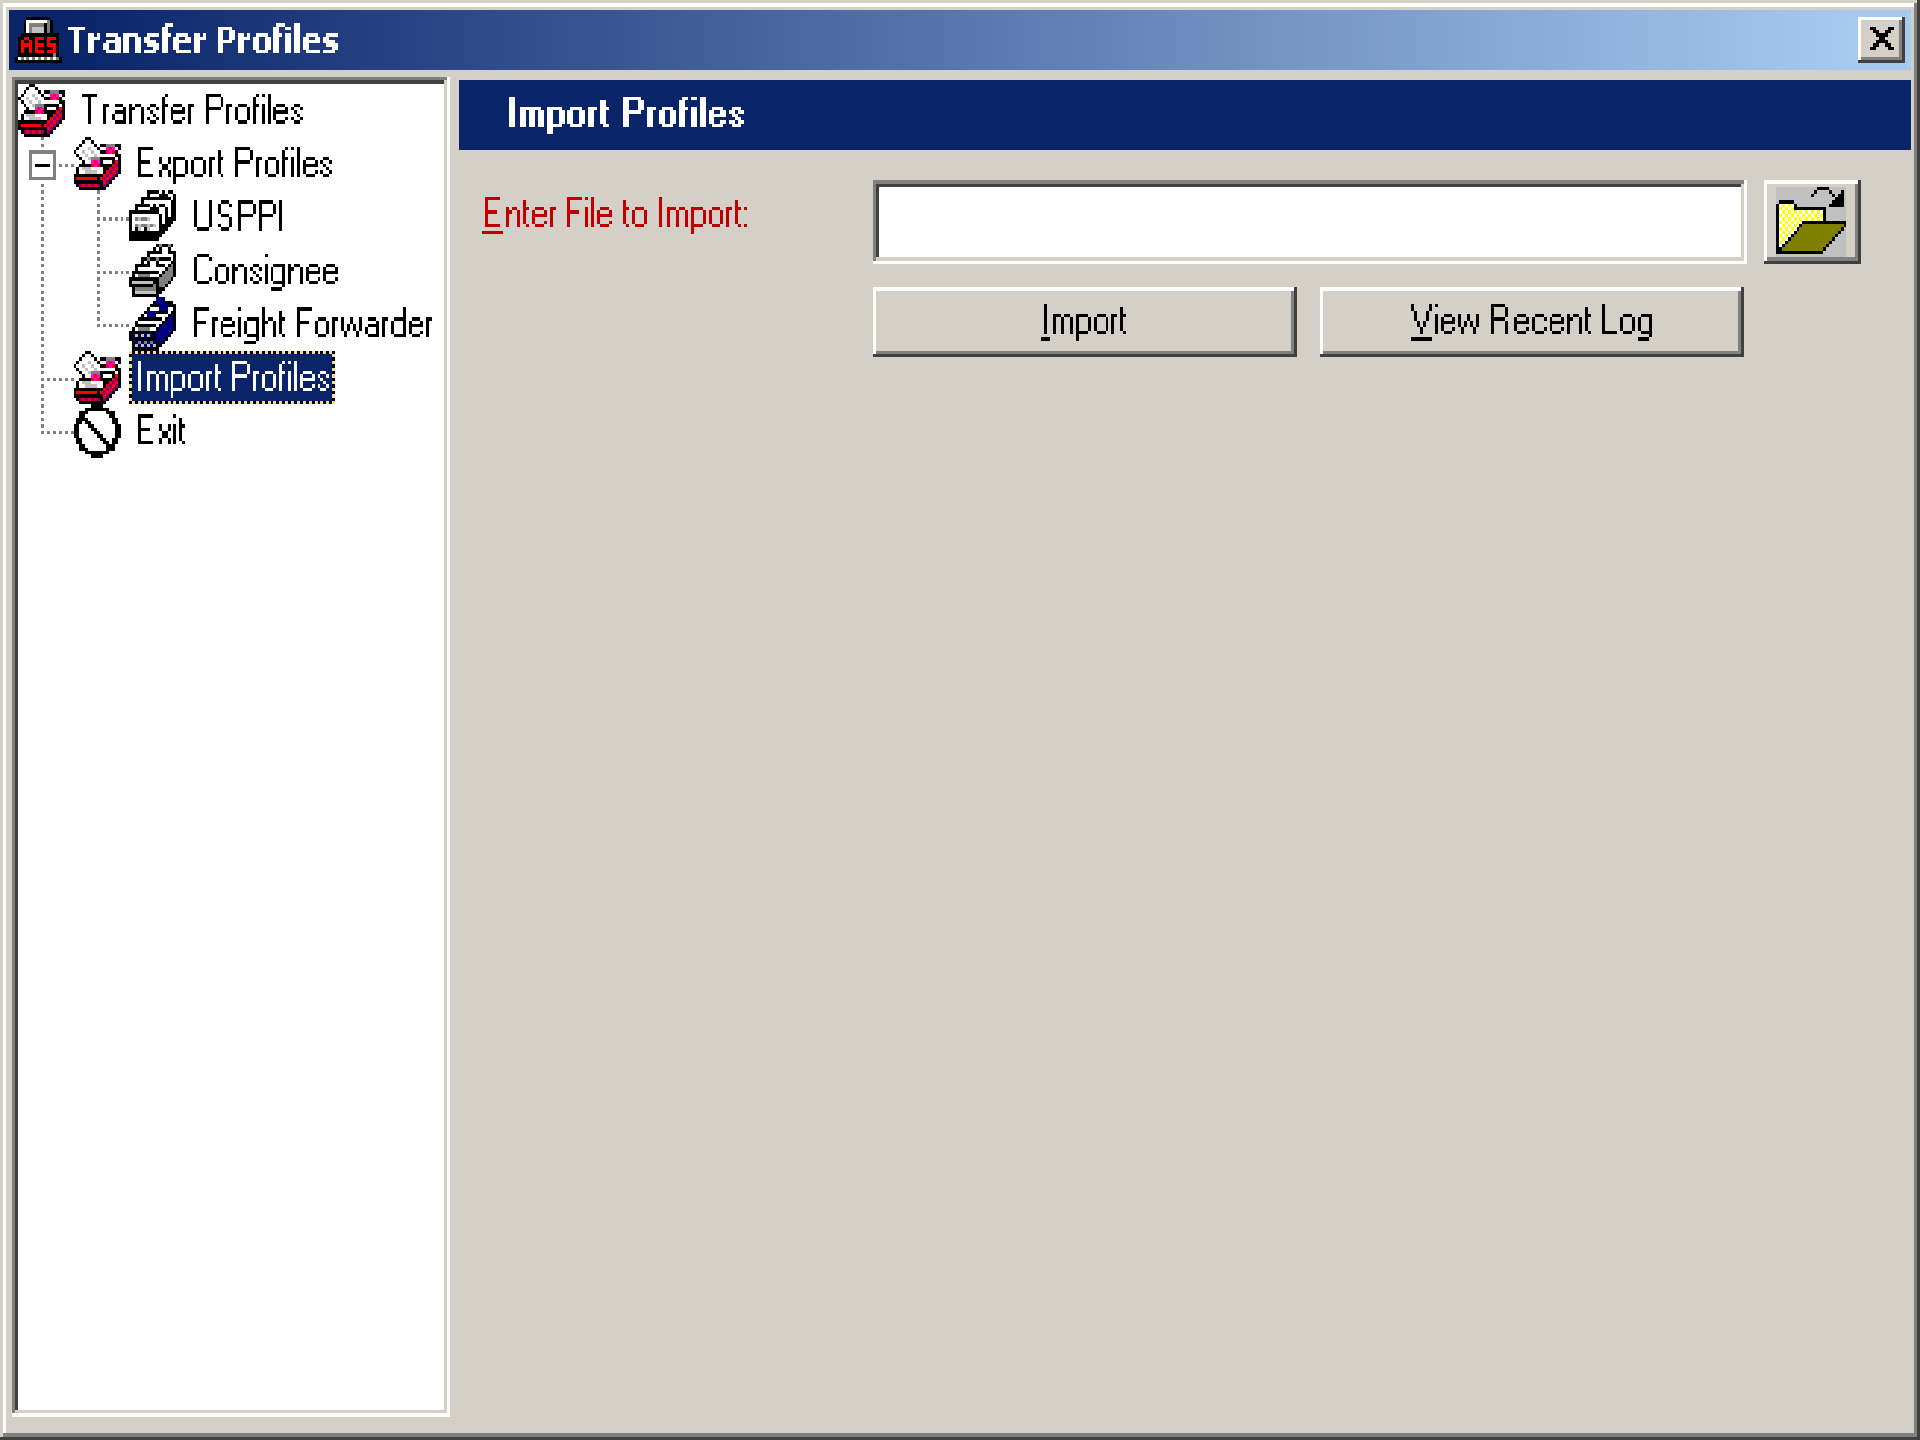 AES
Transfer Profiles
Transfer Profiles
Export Profiles
USPPI
Consignee
Freight Forwarder
Import Profiles
Exit
Import Profiles
Enter File to Import:
Import
View Recent Log